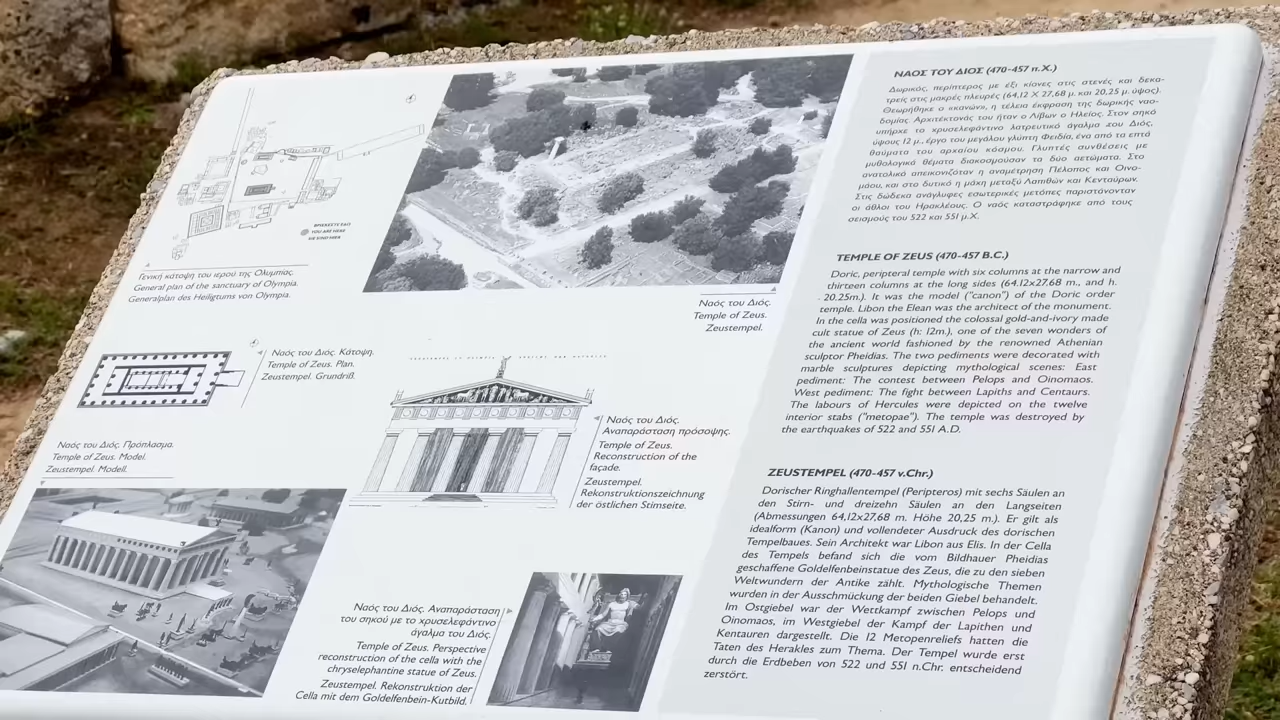 ΒΡΙΣΚΕΣΤΕ ΕΔΩ
YOU ARE HERE
SIE SIND HIER
Γενική κάτοψη του ιερού της Ολυμπίας.
General plan of the sanctuary of Olympia.
Generalplan des Heiligtums von Olympia.
Ναός του Διός.
Temple of Zeus.
Zeustempel.
Ναός του Διός. Κάτοψη.
Temple of Zeus. Plan.
Zeustempel. Grundriß.
Ναός του Διός. Πρόπλασμα.
Temple of Zeus. Model.
Zeustempel. Modell.
Ναός του Διός.
Αναπαράσταση πρόσοψης.
Temple of Zeus.
Reconstruction of the
façade.
Zeustempel.
Rekonstruktionszeichnung
der östlichen Stimseite.
Ναός του Διός. Αναπαράσταση
του σηκού με το χρυσελεφάντινο
άγαλμα του Διός.
Temple of Zeus. Perspective
reconstruction of the cella with the
chryselephantine statue of Zeus.
Zeustempel. Rekonstruktion der
Cella mit dem Goldelfenbein-Kutbild.
ΝΑΟΣ ΤΟΥ ΔΙΟΣ (470-457 π.Χ.)
Δωρικός, περίπτερος με έξι κίονες στις στενές και δεκα-
τρείς στις μακρές πλευρές (64,12 Χ 27,68 μ. και 20,25 μ. ύψος).
Θεωρήθηκε ο «κανών», η τέλεια έκφραση της δωρικής ναο-
δομίας. Αρχιτέκτονάς του ήταν ο Λίβων ο Ηλείος. Στον σηκό
υπήρχε το χρυσελεφάντινο λατρευτικό άγαλμα του Διός,
ύψους 12 μ., έργο του μεγάλου γλύπτη Φειδία, ένα από τα επτά
θαύματα του αρχαίου κόσμου. Γλυπτές συνθέσεις με
μυθολογικά θέματα διακοσμούσαν τα δύο αετώματα. Στο
ανατολικό απεικονιζόταν η αναμέτρηση Πέλοπος και Οινο-
μάου, και στο δυτικό η μάχη μεταξύ Λαπιθών και Κενταύρων.
Στις δώδεκα ανάγλυφες εσωτερικές μετόπες παριστάνονταν
οι άθλοι του Ηρακλέους. Ο ναός καταστράφηκε από τους
σεισμούς του 522 και 551 μ.Χ.
TEMPLE OF ZEUS (470-457 B.C.)
Doric, peripteral temple with six columns at the narrow and
thirteen columns at the long sides (64.12x27.68 m., and h.
20.25m.). It was the model ("canon") of the Doric order
temple. Libon the Elean was the architect of the monument.
In the cella was positioned the colossal gold-and-ivory made
cult statue of Zeus (h: 12m.), one of the seven wonders of
the ancient world fashioned by the renowned Athenian
sculptor Pheidias. The two pediments were decorated with
marble sculptures depicting mythological scenes: East
pediment: The contest between Pelops and Oinomaos.
West pediment: The fight between Lapiths and Centaurs.
The labours of Hercules were depicted on the twelve
interior stabs ("metopae"). The temple was destroyed by
the earthquakes of 522 and 551 A.D.
ZEUSTEMPEL (470-457 v.Chr.)
Dorischer Ringhallentempel (Peripteros) mit sechs Säulen an
den Stirn- und dreizehn Säulen an den Langseiten
(Abmessungen 64,12x27,68 m. Höhe 20,25 m.). Er gilt als
idealform (Kanon) und vollendeter Ausdruck des dorischen
Tempelbaues. Sein Architekt war Libon aus Elis. In der Cella
des Tempels befand sich die vom Bildhauer Pheidias
geschaffene Goldelfenbeinstatue des Zeus, die zu den sieben
Weltwundern der Antike zählt. Mythologische Themen
wurden in der Ausschmückung der beiden Giebel behandelt.
Im Ostgiebel war der Wettkampf zwischen Pelops und
Oinomaos, im Westgiebel der Kampf der Lapithen und
Kentauren dargestellt. Die 12 Metopenreliefs hatten die
Taten des Herakles zum Thema. Der Tempel wurde erst
durch die Erdbeben von 522 und 551 n.Chr. entscheidend
zerstört.